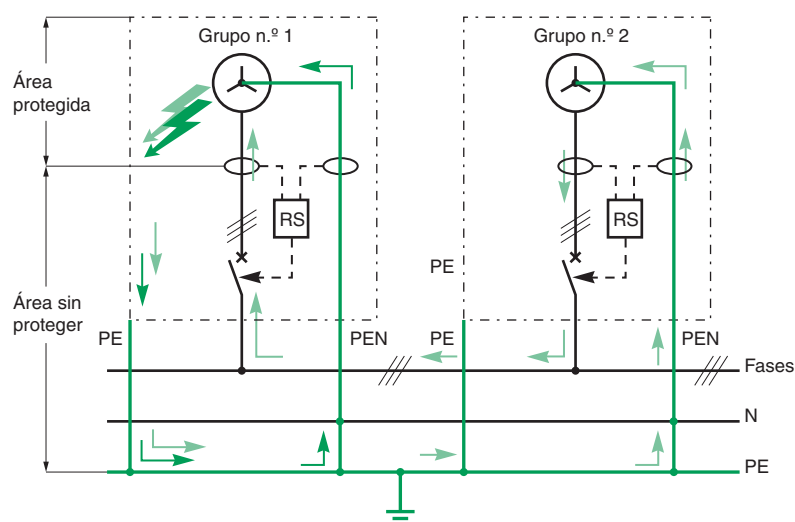 Grupo n.º 1
Grupo n.º 2
Área
protegida
RS
RS
PE
Área sin
proteger
PE
PEN
PE
PEN
Fases
N
PE